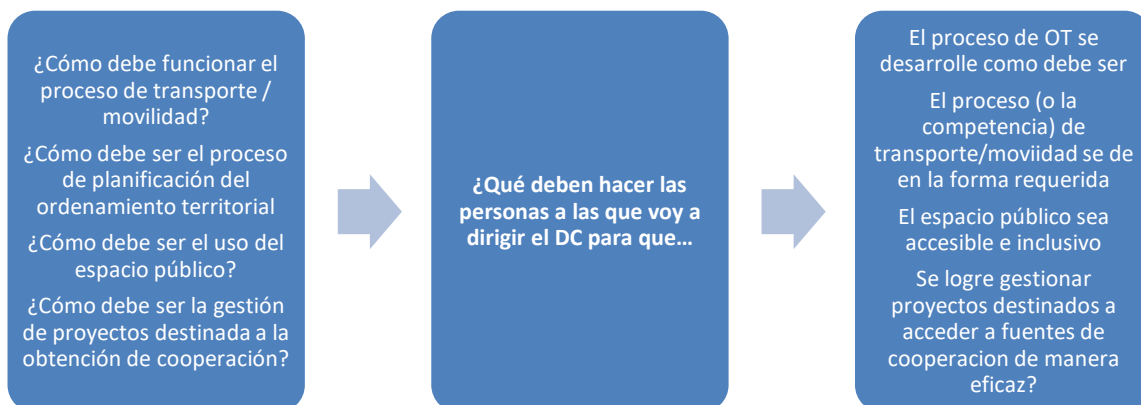 ¿Cómo debe funcionar el
proceso de transporte /
movilidad?
¿Cómo debe ser el proceso
de planificación del
ordenamiento territorial
¿Cómo debe ser el uso del
espacio público?
¿Cómo debe ser la gestión
de proyectos destinada a la
obtención de cooperación?
¿Qué deben hacer las
personas a las que voy a
dirigir el DC para que…
El proceso de OT se
desarrolle como debe ser
El proceso (o la
competencia) de
transporte/moviidad se de
en la forma requerida
El espacio público sea
accesible e inclusivo
Se logre gestionar
proyectos destinados a
acceder a fuentes de
cooperacion de manera
eficaz?